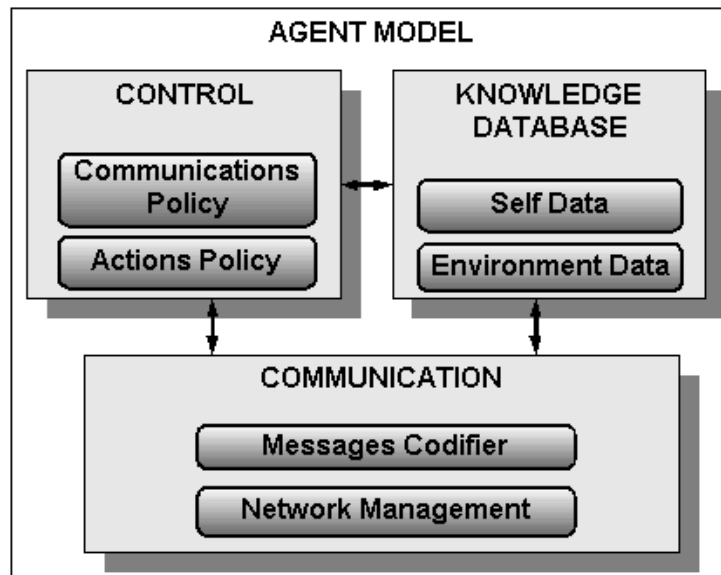 AGENT MODEL
CONTROL
Communications
Policy
Actions Policy
KNOWLEDGE
DATABASE
Self Data
Environment Data
COMMUNICATION
Messages Codifier
Network Management